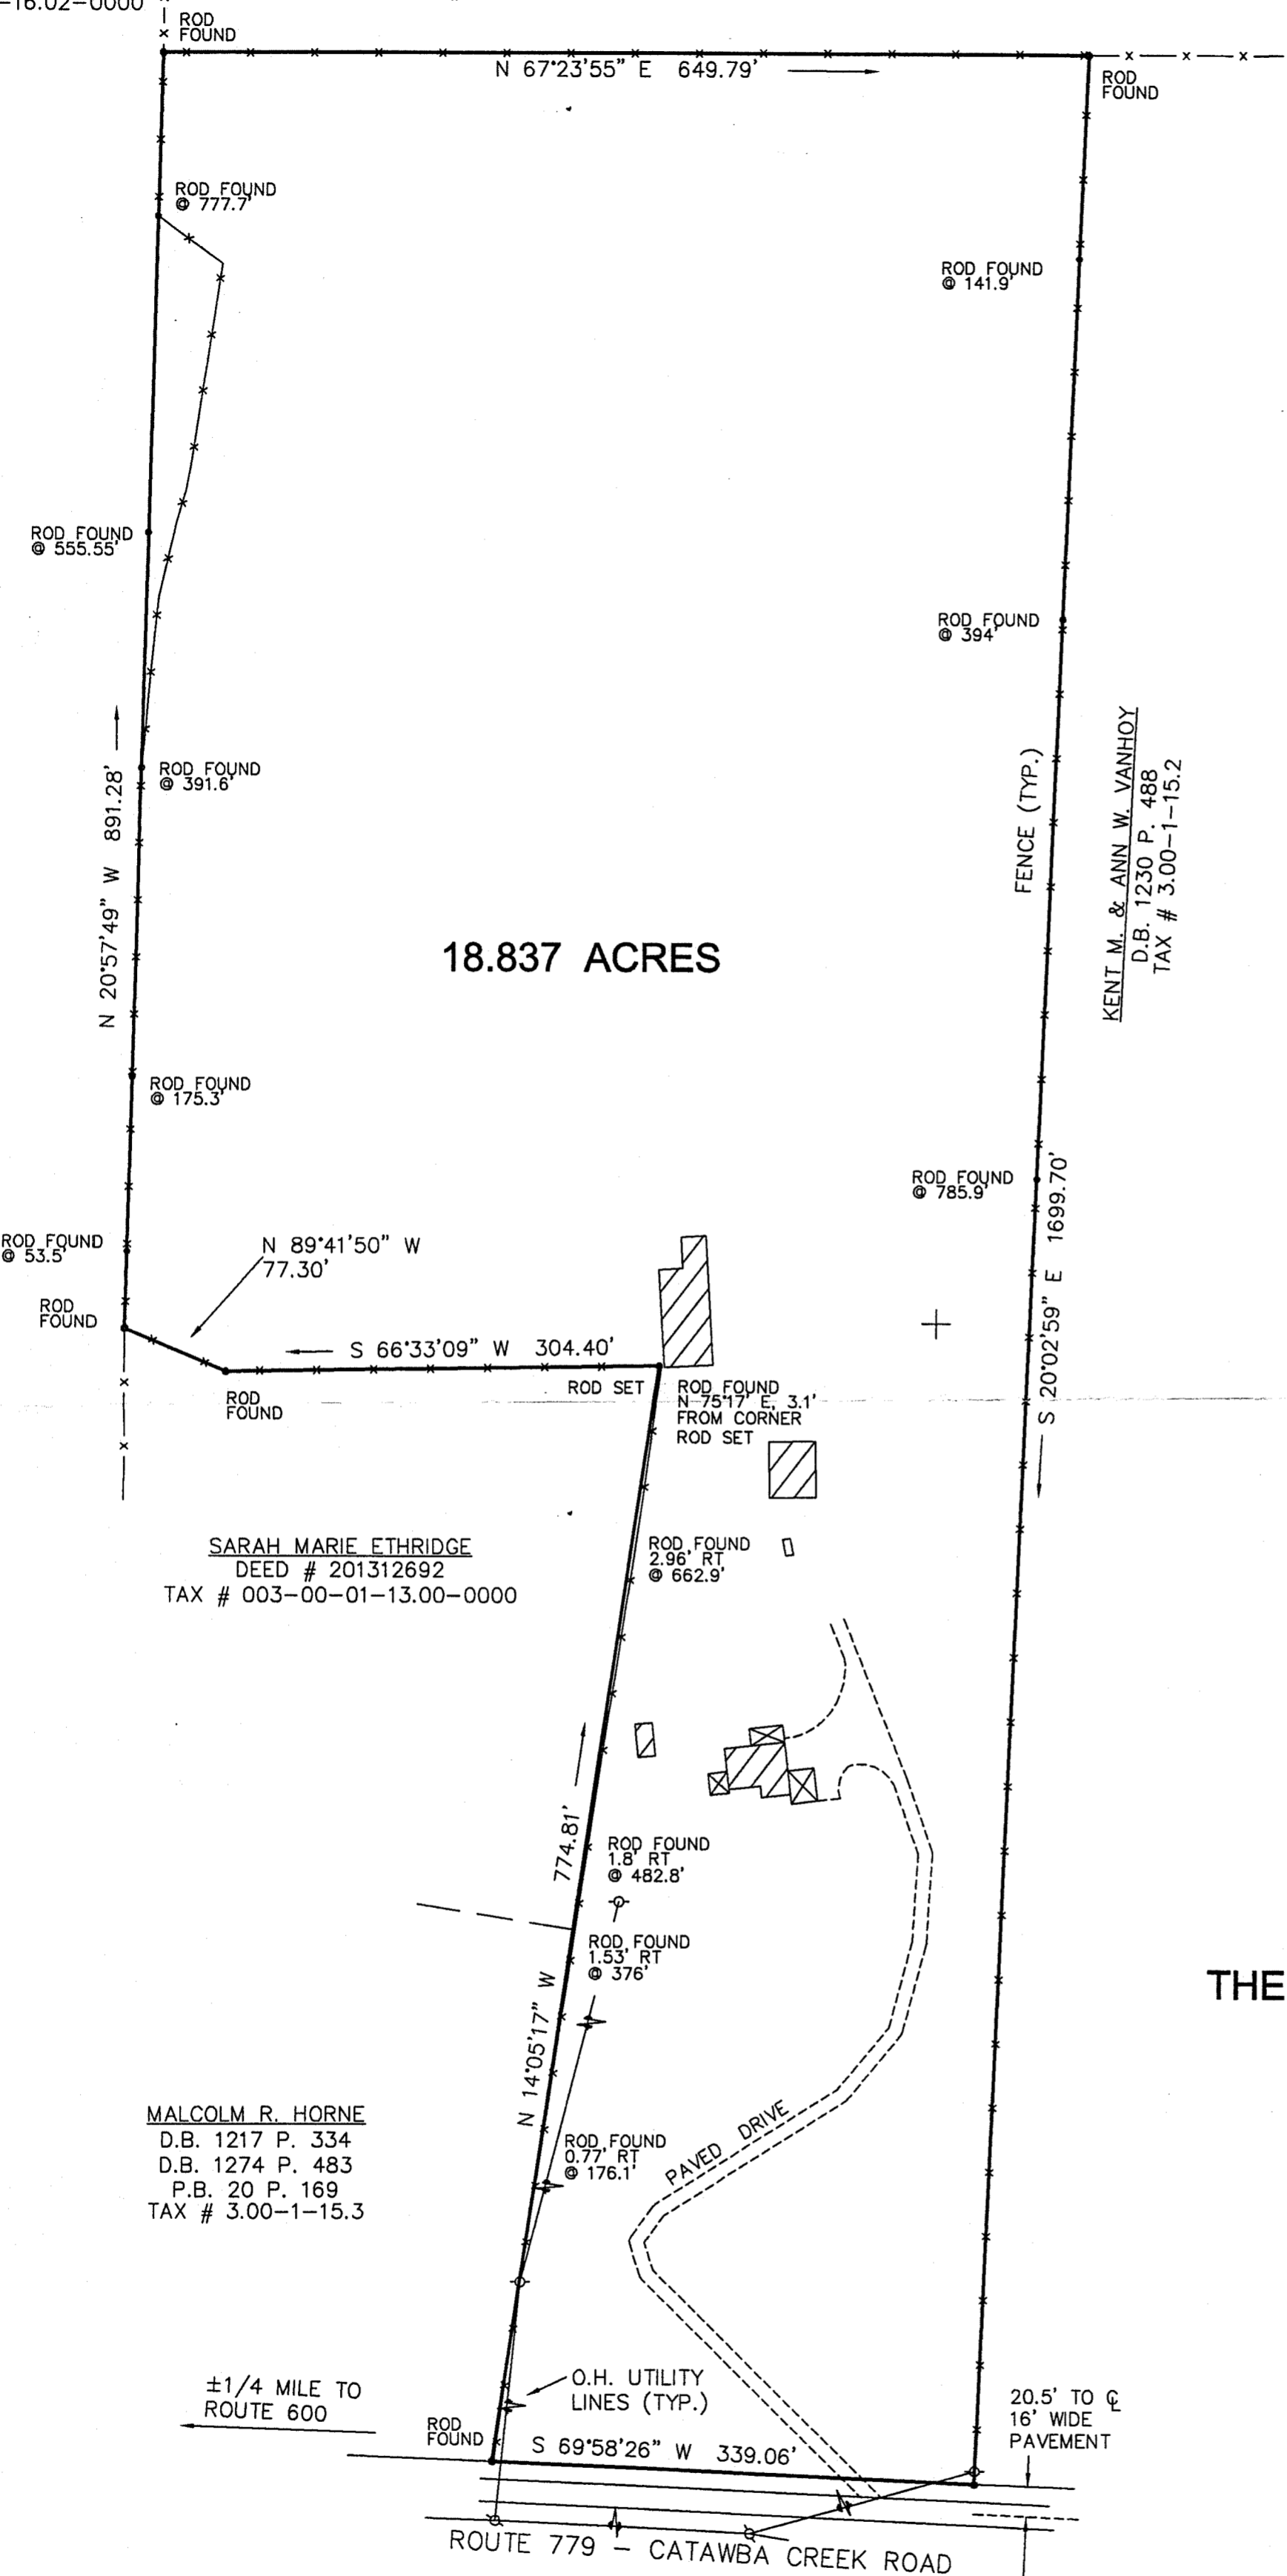 -16.02-0000
ROD
FOUND
N 67°23'55" E 649.79'
ROD
FOUND
ROD FOUND
@ 777.7'
ROD FOUND
@ 141.9'
ROD FOUND
@ 555.55'
ROD FOUND
@ 394'
N 20°57'49" W 891.28'
ROD FOUND
@ 391.6'
FENCE (TYP.)
KENT M. & ANN W. VANHOY
D.B. 1230 P. 488
TAX # 3.00-1-15.2
18.837 ACRES
ROD FOUND
@ 175.3'
ROD FOUND
@ 785.9'
S 20°02'59" E 1699.70'
ROD FOUND
@ 53.5'
N 89°41'50" W
77.30'
ROD
FOUND
S 66°33'09" W 304.40'
ROD
FOUND
ROD SET
ROD FOUND
N 75°17' E, 3.1'
FROM CORNER
ROD SET
SARAH MARIE ETHRIDGE
DEED # 201312692
TAX # 003-00-01-13.00-0000
ROD FOUND
2.96' RT
@ 662.9'
N 14°05'17" W 774.81'
ROD FOUND
1.8' RT
@ 482.8'
ROD FOUND
1.53' RT
@ 376'
THE
MALCOLM R. HORNE
D.B. 1217 P. 334
D.B. 1274 P. 483
P.B. 20 P. 169
TAX # 3.00-1-15.3
ROD FOUND
0.77' RT
@ 176.1'
PAVED DRIVE
±1/4 MILE TO
ROUTE 600
O.H. UTILITY
LINES (TYP.)
ROD
FOUND
S 69°58'26" W 339.06'
20.5' TO ℄
16' WIDE
PAVEMENT
ROUTE 779 - CATAWBA CREEK ROAD